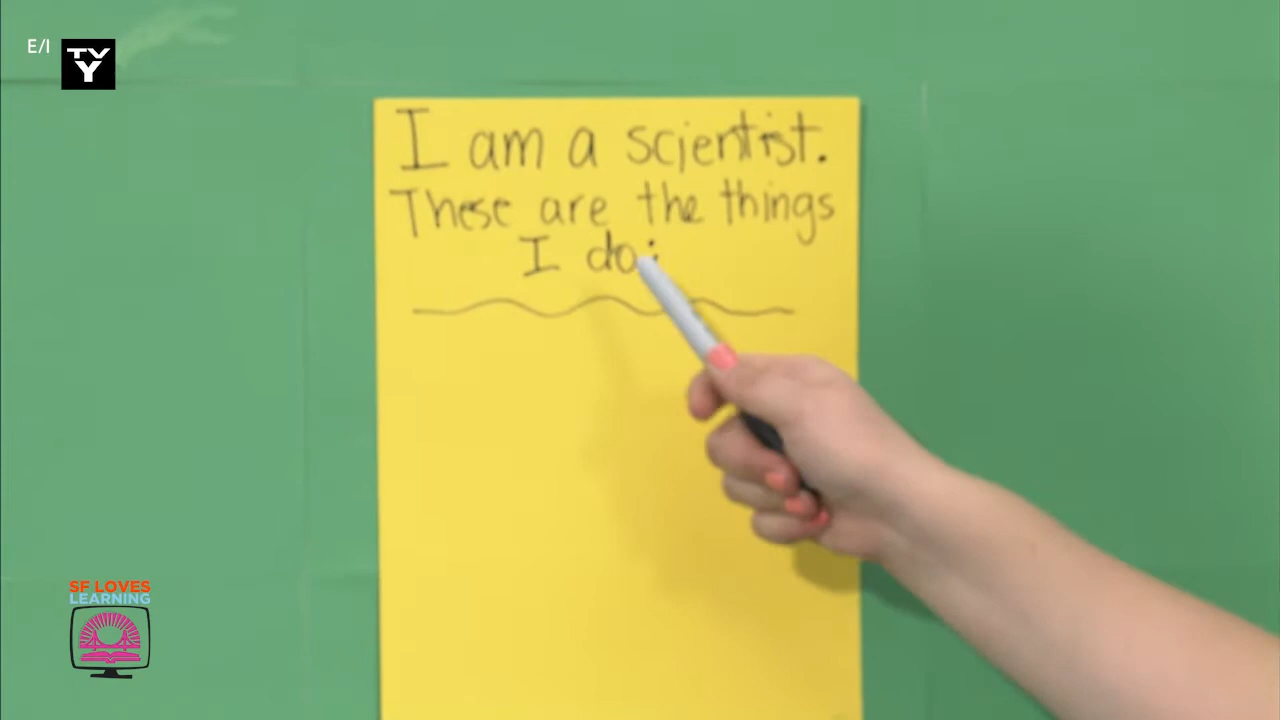 E/I
TV
Y
I am a scientist.
These are the things
I do:
SF LOVES
LEARNING